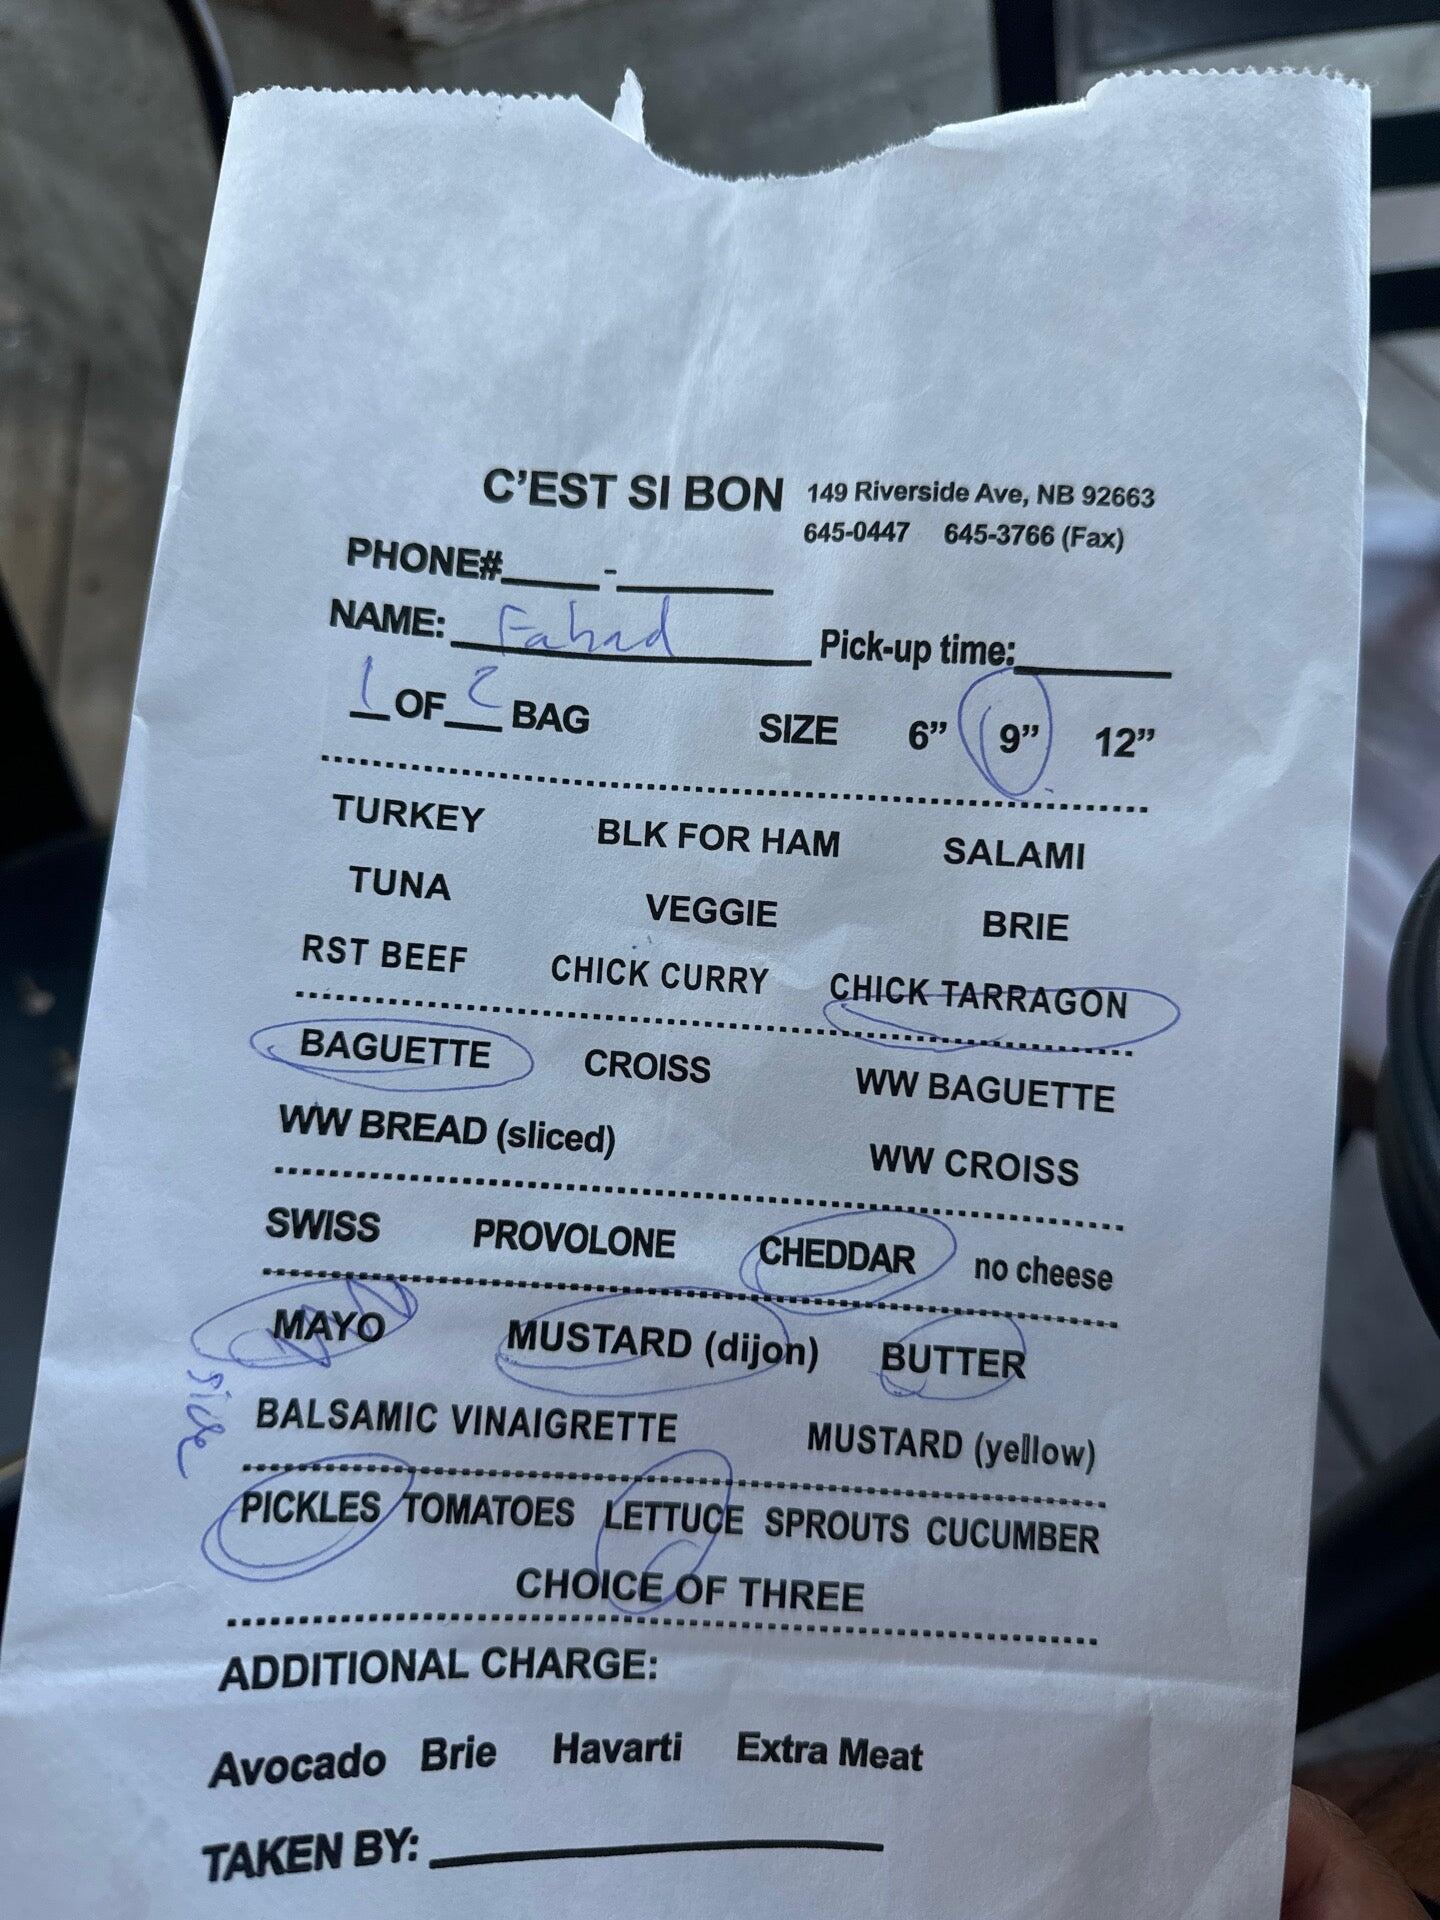 C'EST SI BON 149 Riverside Ave, NB 92663
645-0447 645-3766 (Fax)
PHONE#____-______
NAME: Fahad Pick-up time:______
1 OF 2 BAG SIZE 6” 9” 12”
TURKEY BLK FOR HAM SALAMI
TUNA VEGGIE BRIE
RST BEEF CHICK CURRY CHICK TARRAGON
BAGUETTE CROISS WW BAGUETTE
WW BREAD (sliced) WW CROISS
SWISS PROVOLONE CHEDDAR no cheese
MAYO MUSTARD (dijon) BUTTER
side
BALSAMIC VINAIGRETTE MUSTARD (yellow)
PICKLES TOMATOES LETTUCE SPROUTS CUCUMBER
CHOICE OF THREE
ADDITIONAL CHARGE:
Avocado Brie Havarti Extra Meat
TAKEN BY:______